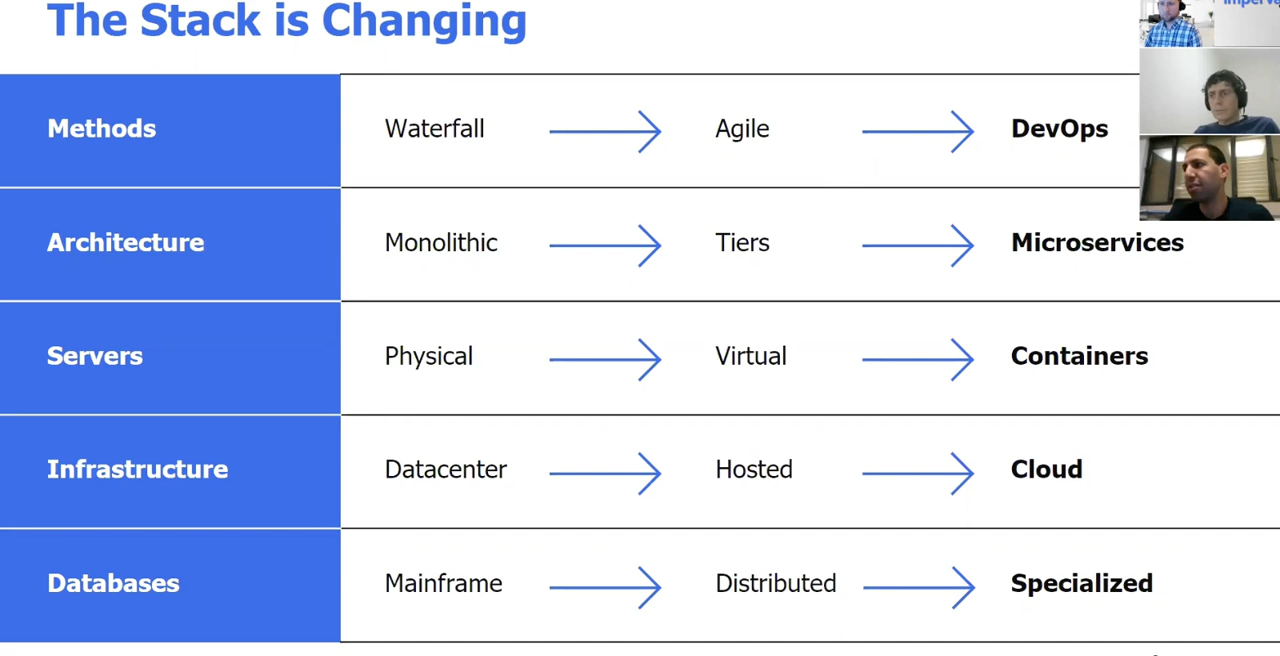 The Stack is Changing
Methods Waterfall Agile DevOps
Architecture Monolithic Tiers Microservices
Servers Physical Virtual Containers
Infrastructure Datacenter Hosted Cloud
Databases Mainframe Distributed Specialized